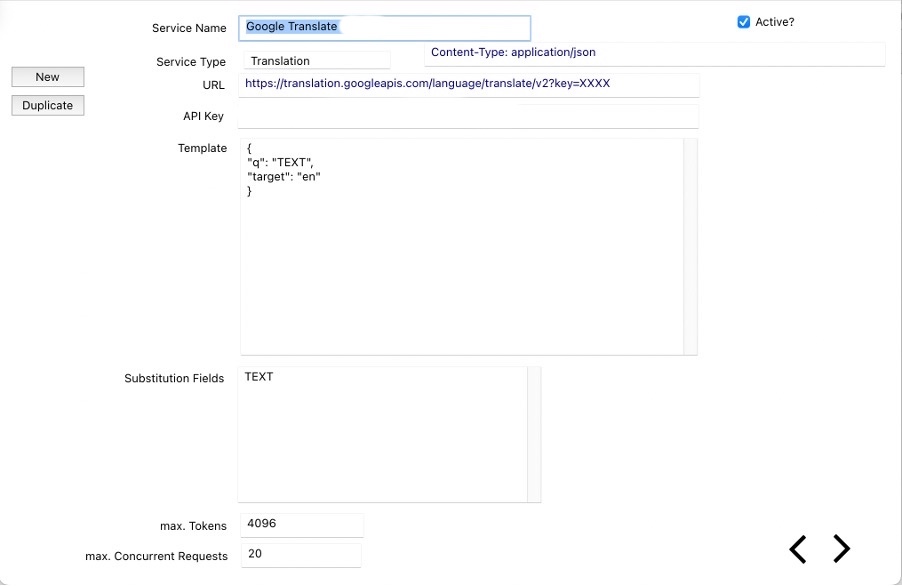 Service Name Google Translate Active?
Service Type Translation Content-Type: application/json
New
URL https://translation.googleapis.com/language/translate/v2?key=XXXX
Duplicate
API Key
Template {
"q": "TEXT",
"target": "en"
}
Substitution Fields TEXT
max. Tokens 4096
max. Concurrent Requests 20